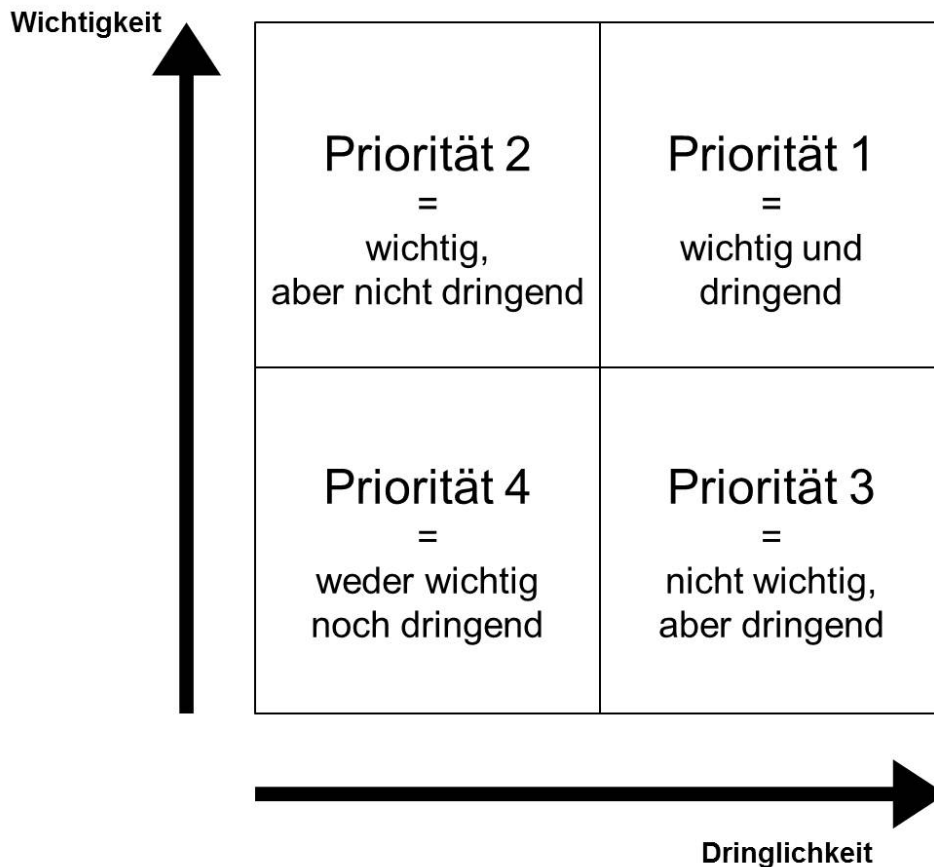 Wichtigkeit
Priorität 2
=
wichtig,
aber nicht dringend
Priorität 1
=
wichtig und
dringend
Priorität 4
=
weder wichtig
noch dringend
Priorität 3
=
nicht wichtig,
aber dringend
Dringlichkeit